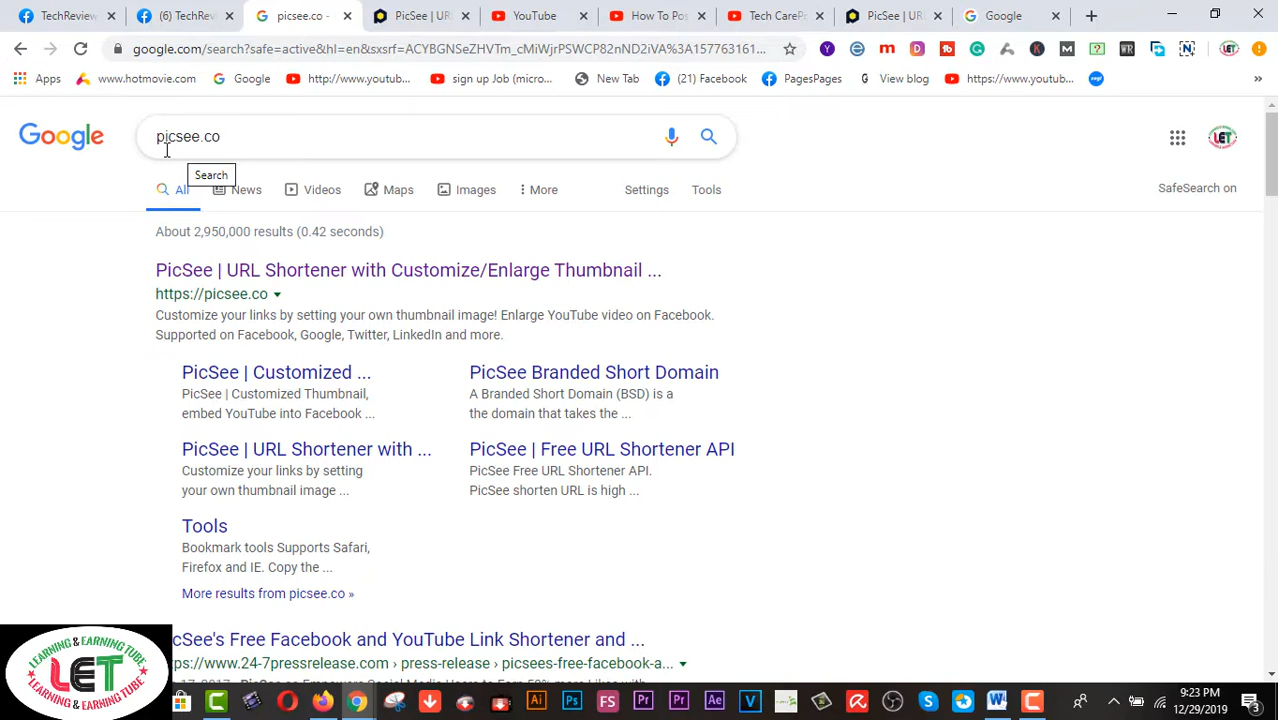 TechReview
(6) TechRevi
picsee.co -
PicSee | URL
YouTube
How To Pos
Tech CarePr
PicSee | URL
Google
google.com/search?safe=active&hl=en&sxsrf=ACYBGNSeZHVTm_cMiWjrPSWCP82nND2iVA%3A157763161...
Apps
www.hotmovie.com
Google
http://www.youtub...
sign up Job (micro...
New Tab
(21) Facebook
PagesPages
View blog
https://www.youtub...
Google
picsee.co
LET
Search
All
News
Videos
Maps
Images
More
Settings
Tools
SafeSearch on
About 2,950,000 results (0.42 seconds)
PicSee | URL Shortener with Customize/Enlarge Thumbnail ...
https://picsee.co
Customize your links by setting your own thumbnail image! Enlarge YouTube video on Facebook.
Supported on Facebook, Google, Twitter, LinkedIn and more.
PicSee | Customized ...
PicSee | Customized Thumbnail,
embed YouTube into Facebook ...
PicSee Branded Short Domain
A Branded Short Domain (BSD) is a
the domain that takes the ...
PicSee | URL Shortener with ...
Customize your links by setting
your own thumbnail image ...
PicSee | Free URL Shortener API
PicSee Free URL Shortener API.
PicSee shorten URL is high ...
Tools
Bookmark tools Supports Safari,
Firefox and IE. Copy the ...
More results from picsee.co »
cSee's Free Facebook and YouTube Link Shortener and ...
ps://www.24-7pressrelease.com › press-release › picsees-free-facebook-a...
LEARNING & EARNING TUBE
LET
LEARNING & EARNING TUBE
9:23 PM
12/29/2019